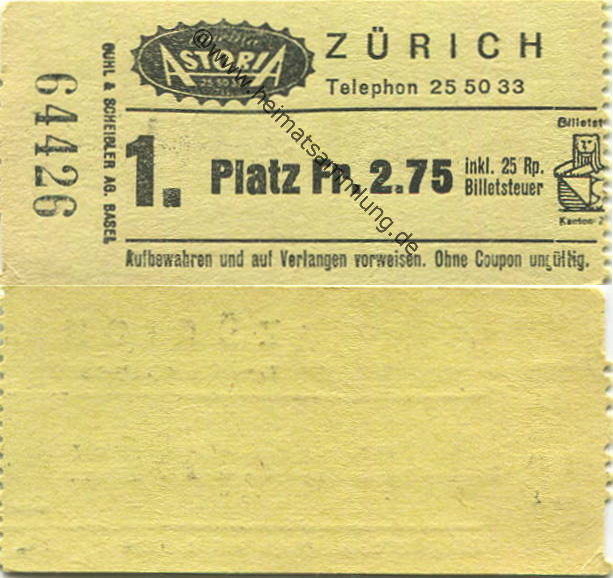 64426
GUHL & SCHEIBLER AG. BASEL
ASTORIA
ZÜRICH
Telephon 25 50 33
1. Platz Fr. 2.75
inkl. 25 Rp.
Billetsteuer
Billetst
Kanton Z
Aufbewahren und auf Verlangen vorweisen. Ohne Coupon ungültig.
@www.heimatsammlung.de